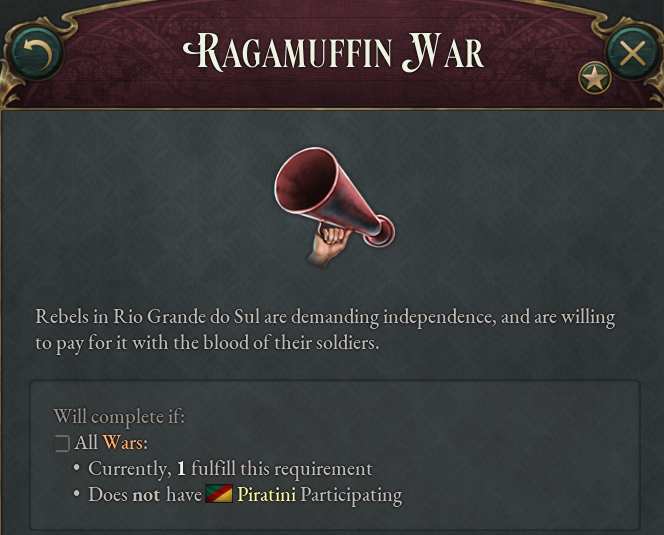 RAGAMUFFIN WAR
Rebels in Rio Grande do Sul are demanding independence, and are willing
to pay for it with the blood of their soldiers.
Will complete if:
All Wars:
• Currently, 1 fulfill this requirement
• Does not have Piratini Participating